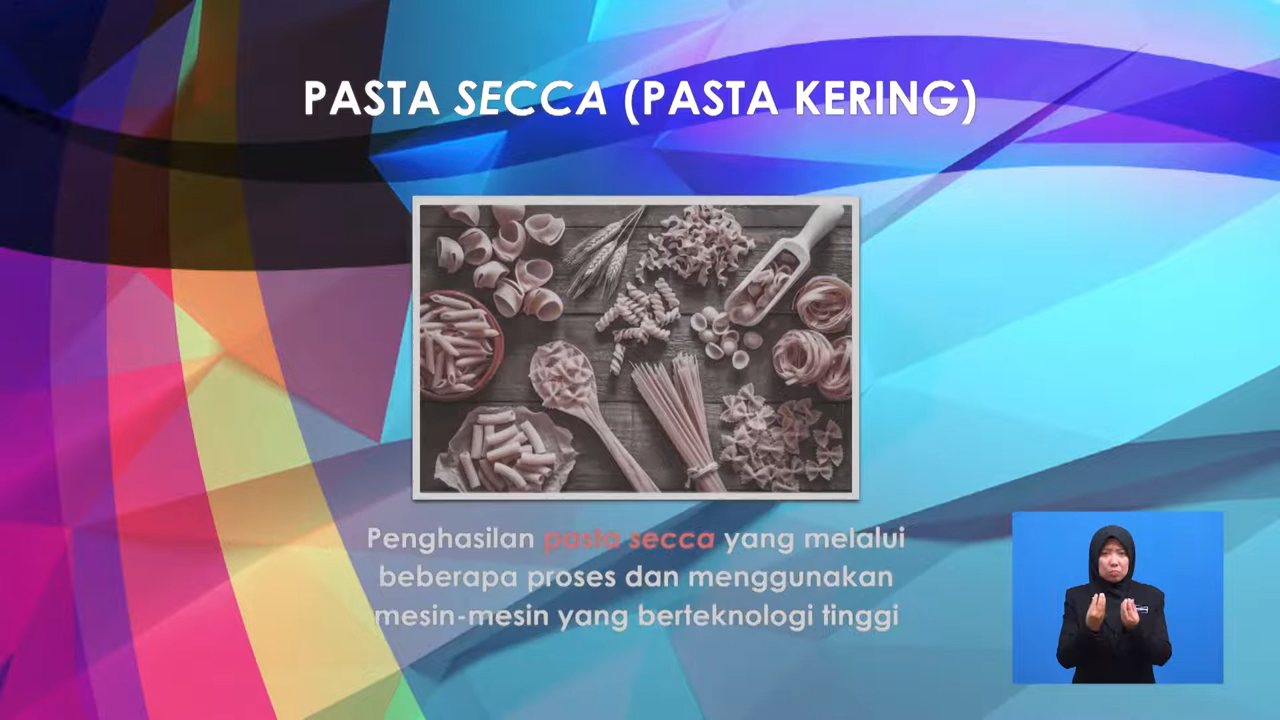 PASTA SECCA (PASTA KERING)
Penghasilan pasta secca yang melalui
beberapa proses dan menggunakan
mesin-mesin yang berteknologi tinggi